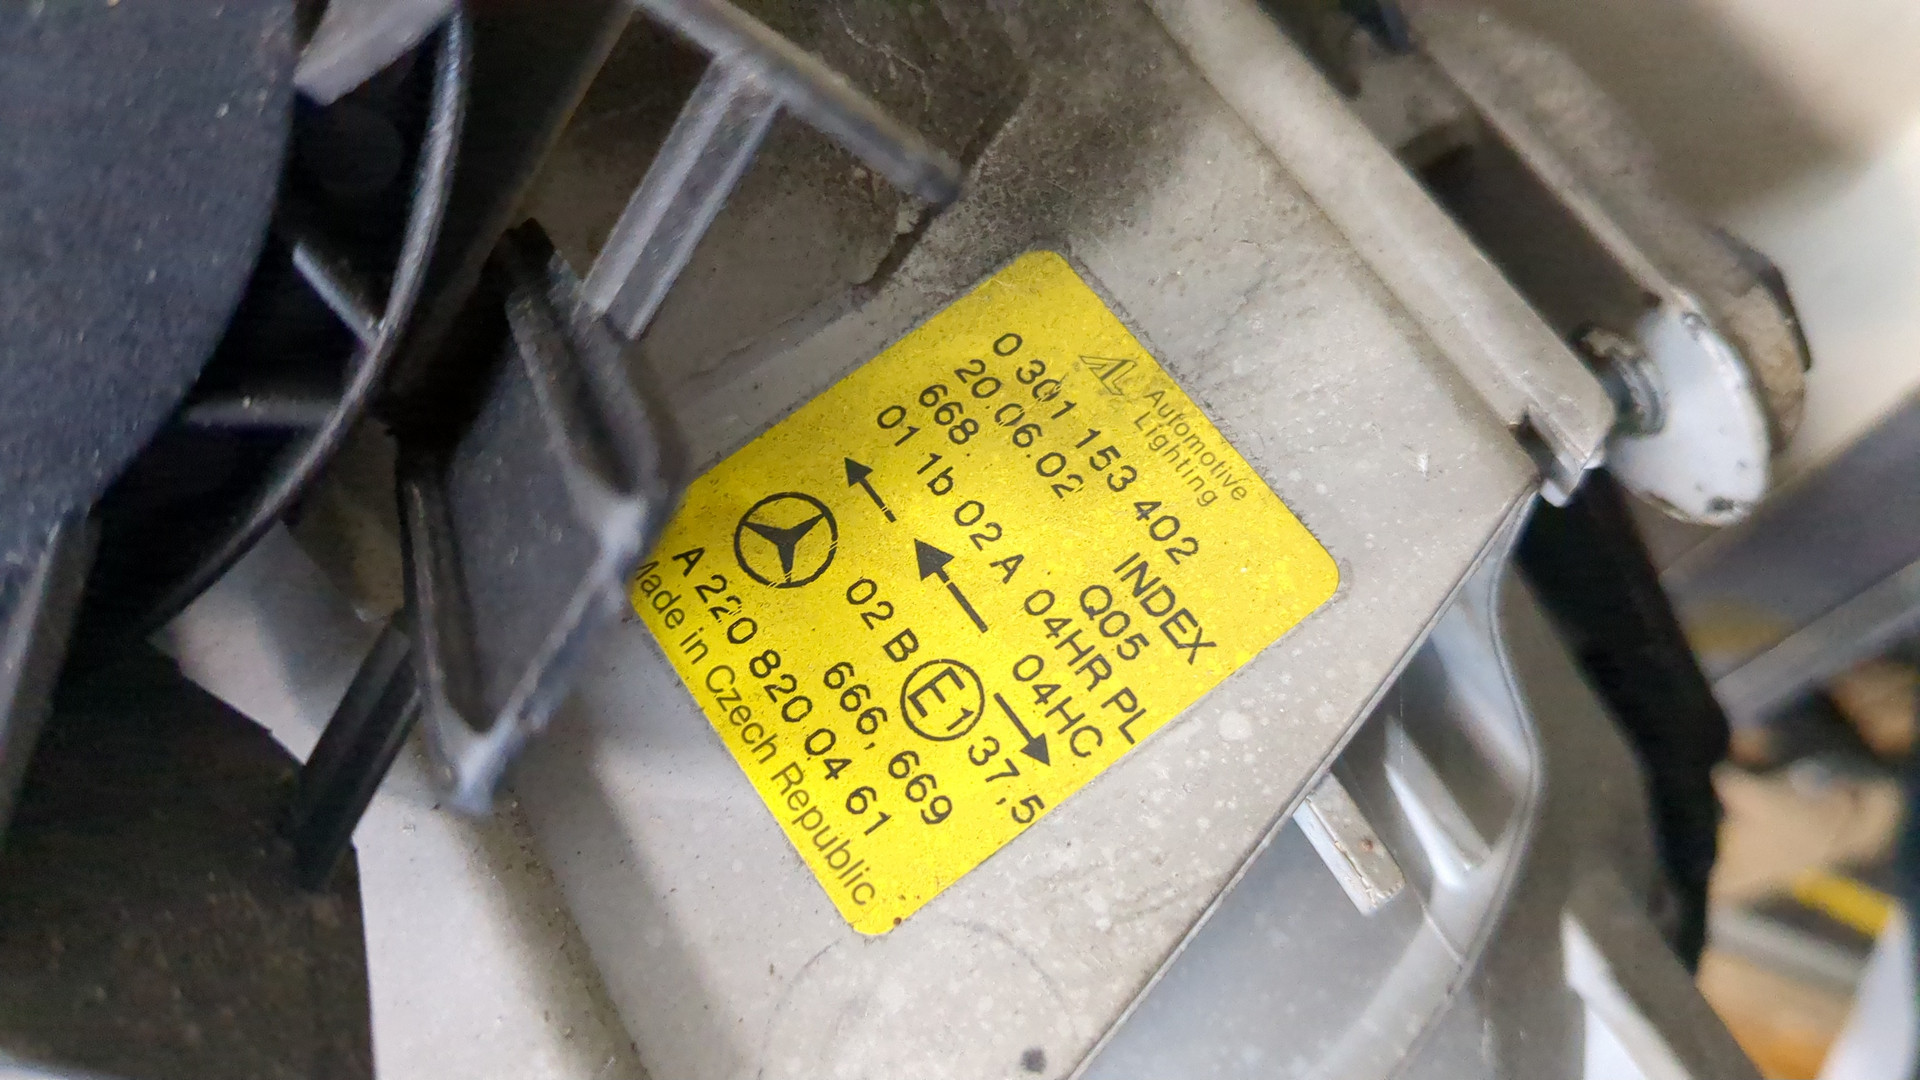 AL Automotive
Lighting
0 301 153 402 INDEX
20.06.02 Q05
668.
01 1b 02 A 04HR PL
04HC
02 B E1 37,5
666, 669
A 220 820 04 61
Made in Czech Republic